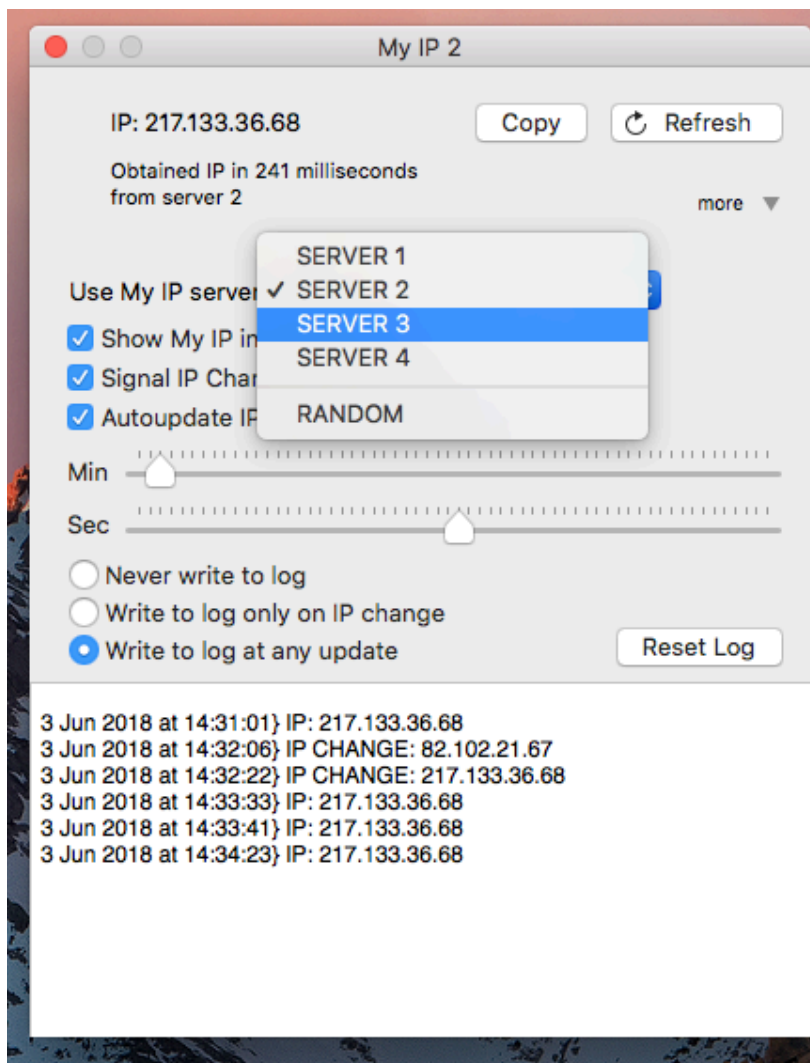 My IP 2
IP: 217.133.36.68
Copy
Refresh
Obtained IP in 241 milliseconds
from server 2
more
SERVER 1
Use My IP server
✓ SERVER 2
SERVER 3
Show My IP in
SERVER 4
Signal IP Chan
RANDOM
Autoupdate IP
Min
Sec
Never write to log
Write to log only on IP change
Write to log at any update
Reset Log
3 Jun 2018 at 14:31:01} IP: 217.133.36.68
3 Jun 2018 at 14:32:06} IP CHANGE: 82.102.21.67
3 Jun 2018 at 14:32:22} IP CHANGE: 217.133.36.68
3 Jun 2018 at 14:33:33} IP: 217.133.36.68
3 Jun 2018 at 14:33:41} IP: 217.133.36.68
3 Jun 2018 at 14:34:23} IP: 217.133.36.68